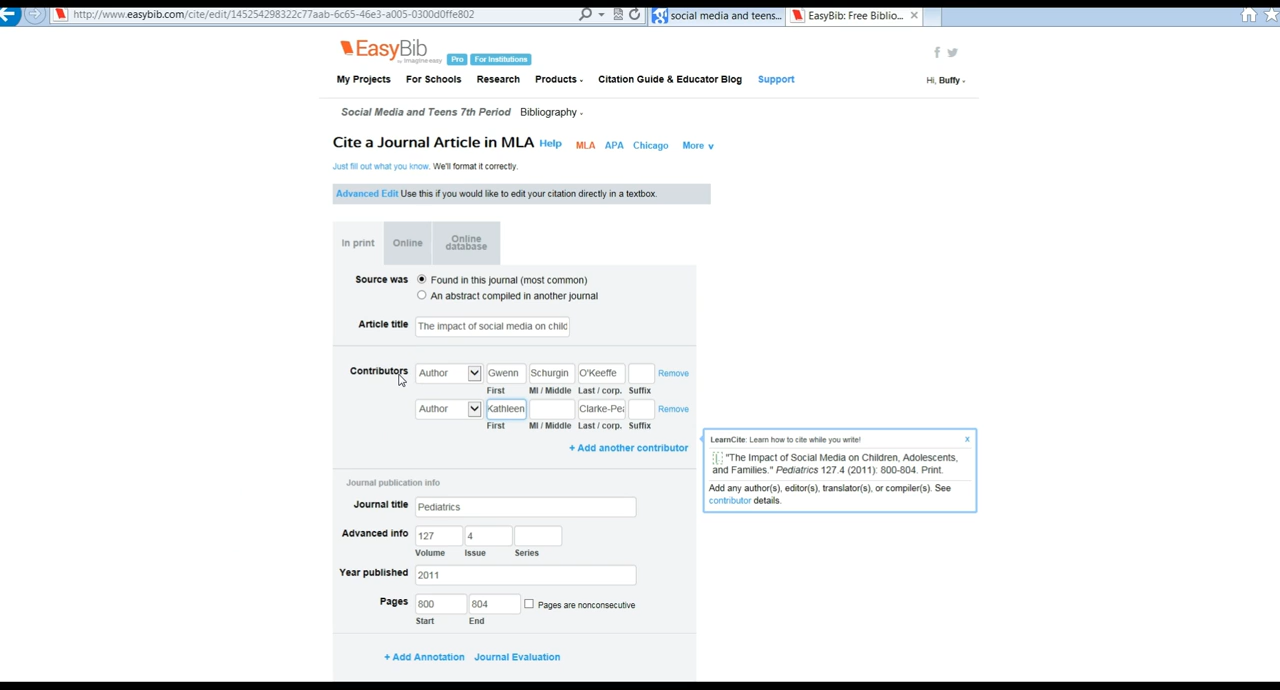 http://www.easybib.com/cite/edit/145254298322c77aab-6c65-46e3-a005-0300d0ffe802
social media and teens...
EasyBib: Free Biblio...
EasyBib
by imagine easy
Pro
For Institutions
My Projects For Schools Research Products Citation Guide & Educator Blog Support
Hi, Buffy
Social Media and Teens 7th Period Bibliography
Cite a Journal Article in MLA Help MLA APA Chicago More
Just fill out what you know. We'll format it correctly.
Advanced Edit Use this if you would like to edit your citation directly in a textbox.
In print
Online
Online
database
Source was Found in this journal (most common)
An abstract compiled in another journal
Article title The impact of social media on chilc
Contributors Author Gwenn Schurgin O'Keeffe Remove
First MI / Middle Last / corp. Suffix
Author Kathleen Clarke-Pea Remove
First MI / Middle Last / corp. Suffix
+ Add another contributor
LearnCite: Learn how to cite while you write! x
"The Impact of Social Media on Children, Adolescents,
and Families." Pediatrics 127.4 (2011): 800-804. Print.
Add any author(s), editor(s), translator(s), or compiler(s). See
contributor details.
Journal publication info
Journal title Pediatrics
Advanced info 127 4
Volume Issue Series
Year published 2011
Pages 800 804 Pages are nonconsecutive
Start End
+ Add Annotation Journal Evaluation